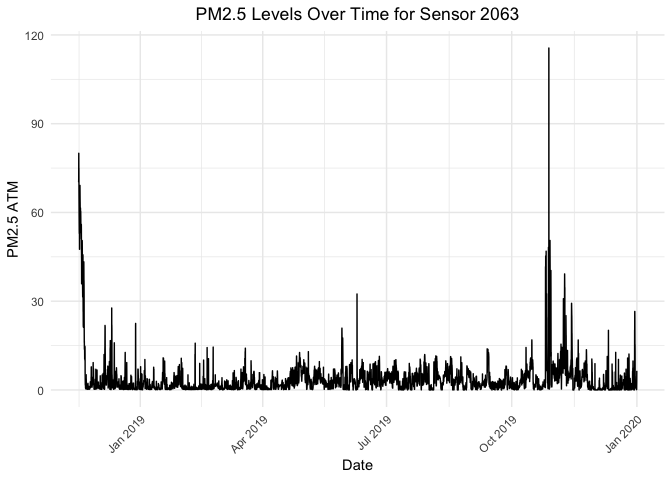 PM2.5 Levels Over Time for Sensor 2063
120
90
60
30
0
PM2.5 ATM
Jan 2019
Apr 2019
Jul 2019
Oct 2019
Jan 2020
Date